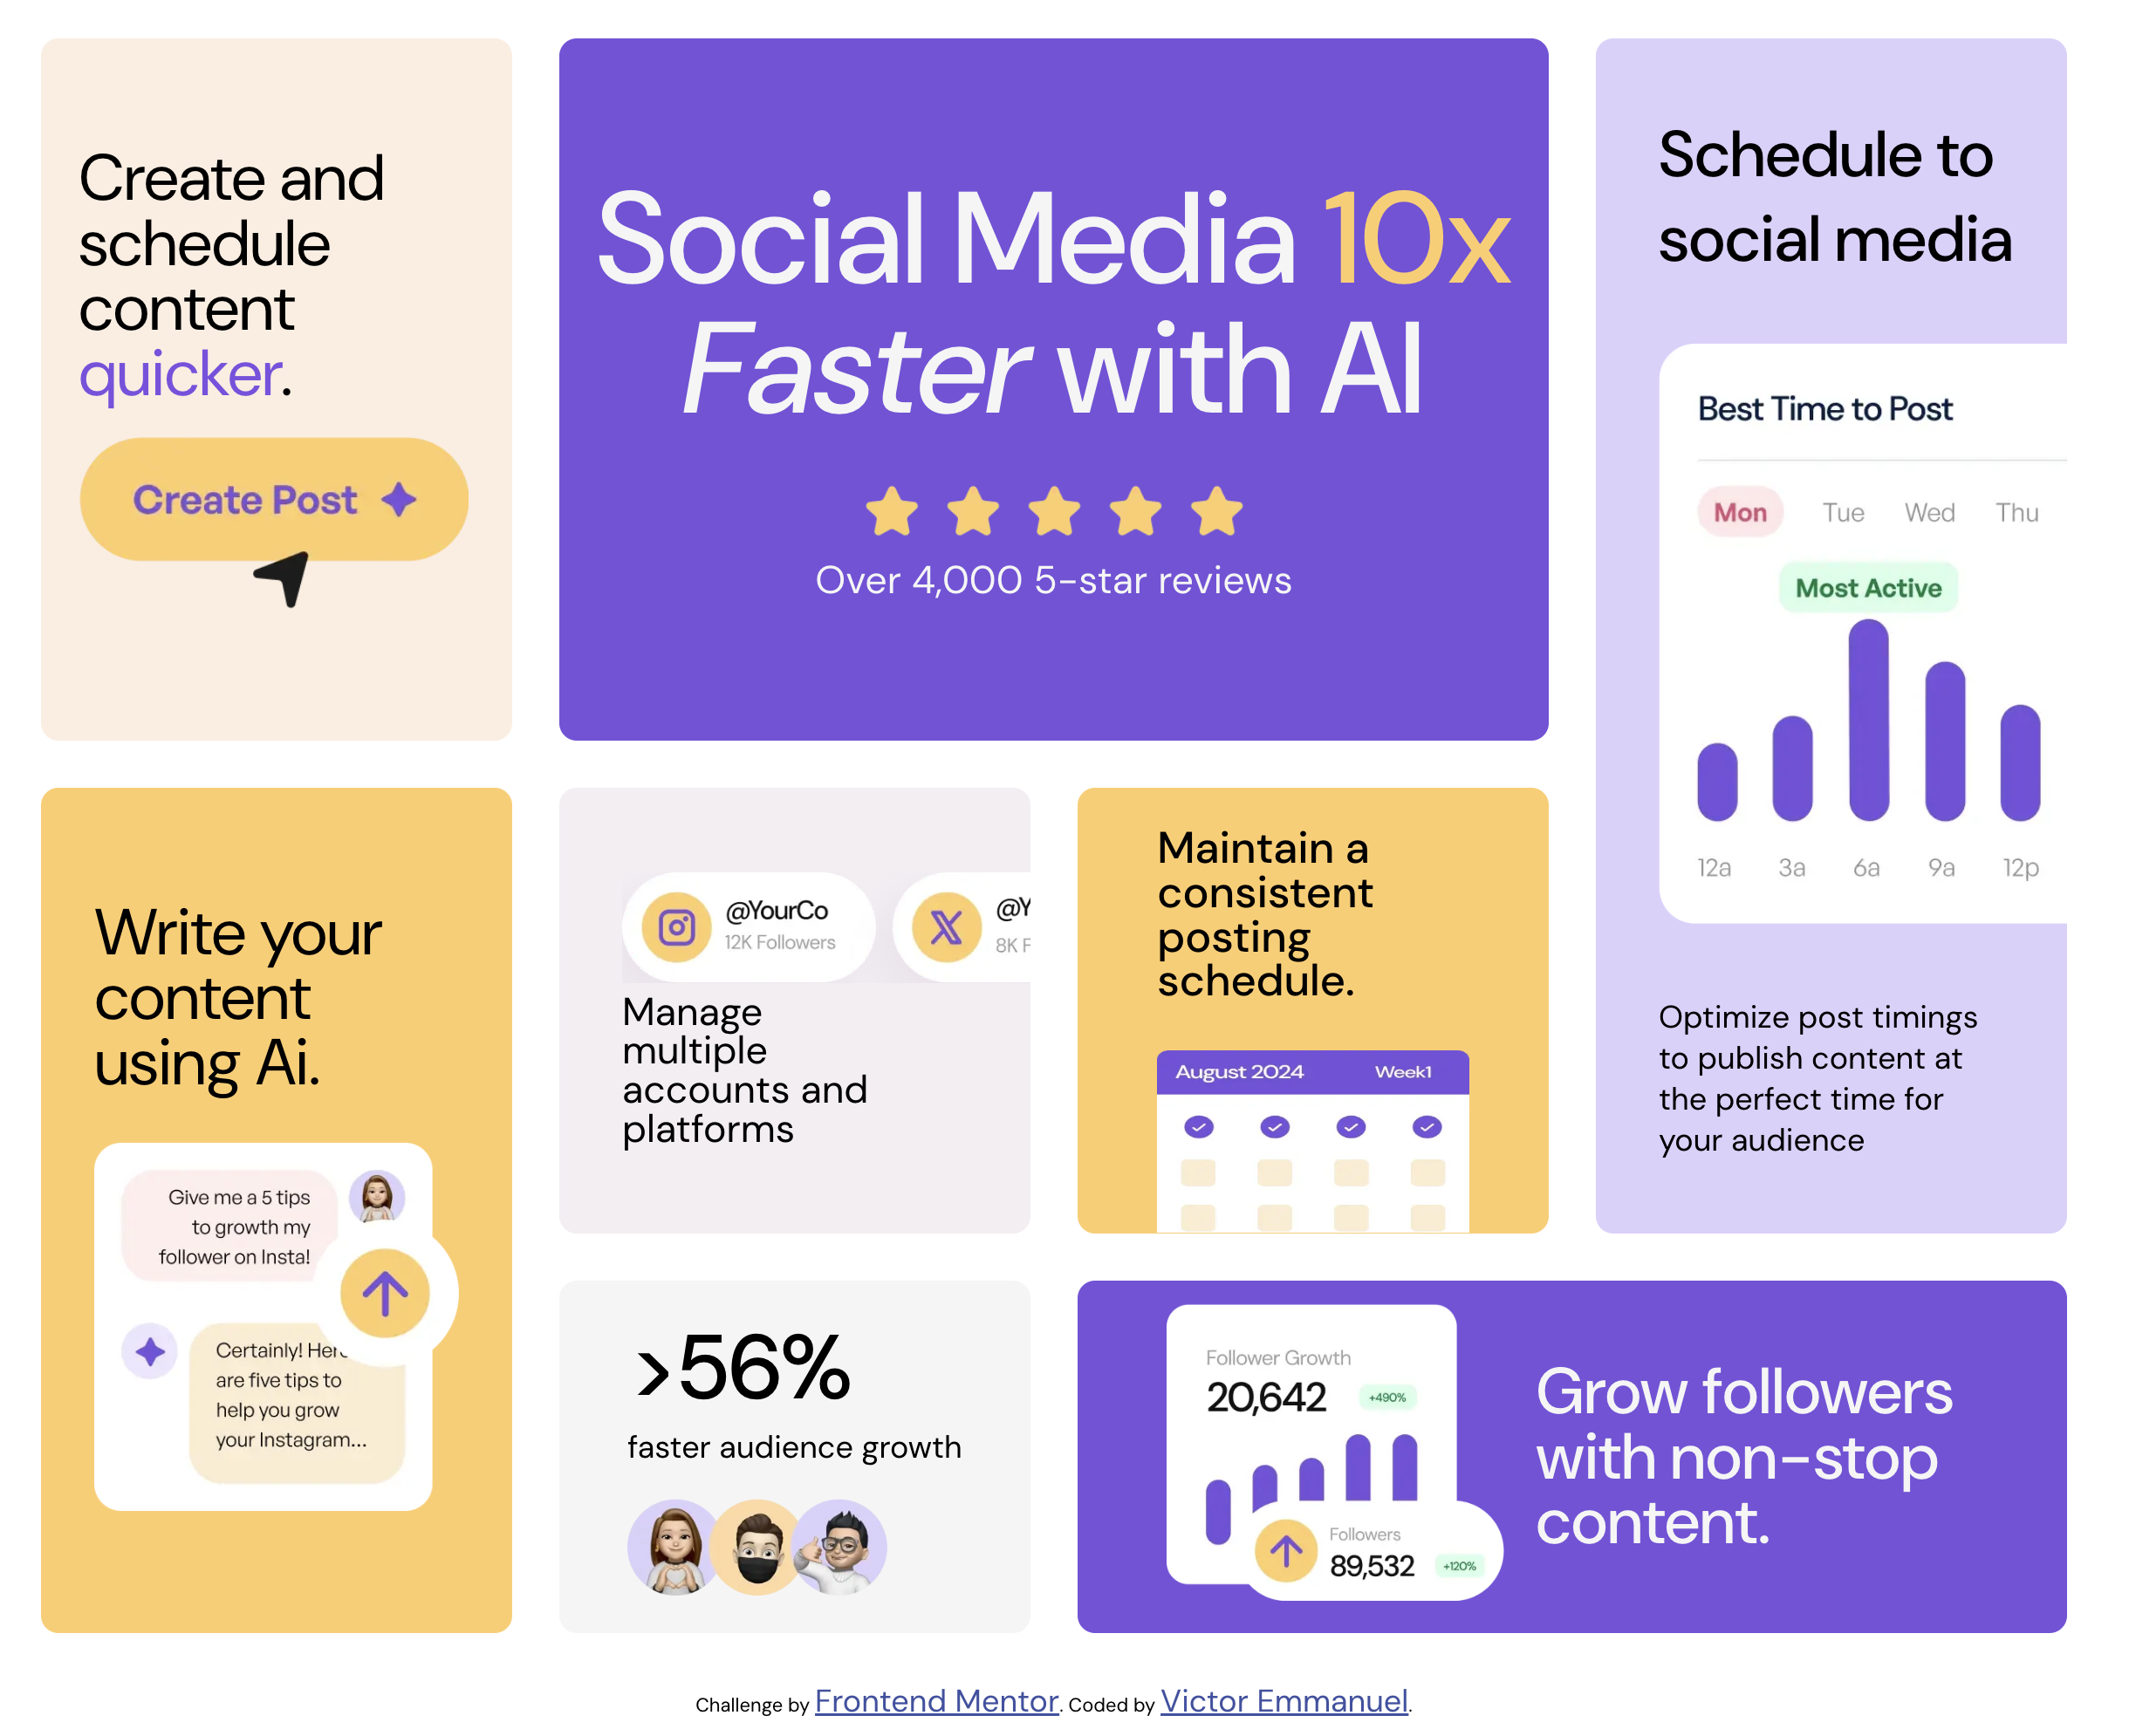 Create and
schedule
content
quicker.
Create Post
Social Media 10x
Faster with AI
Over 4,000 5-star reviews
Schedule to
social media
Best Time to Post
Mon Tue Wed Thu
Most Active
12a 3a 6a 9a 12p
Optimize post timings
to publish content at
the perfect time for
your audience
Write your
content
using Ai.
Give me a 5 tips
to growth my
follower on Insta!
Certainly!
are five tips to
help you grow
your Instagram...
@YourCo
12K Followers
@Y
8K F
Manage
multiple
accounts and
platforms
Maintain a
consistent
posting
schedule.
August 2024 Week1
>56%
faster audience growth
Follower Growth
20,642 +490%
Followers
89,532 +120%
Grow followers
with non-stop
content.
Challenge by Frontend Mentor. Coded by Victor Emmanuel.